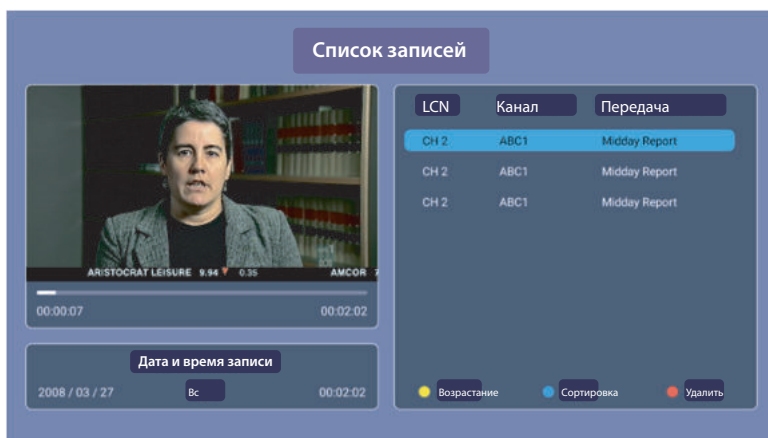 Список записей
ARISTOCRAT LEISURE 9.94 0.35 AMCOR 7
00:00:07 00:02:02
Дата и время записи
2008 / 03 / 27 Вс 00:02:02
LCN Канал Передача
CH 2 ABC1 Midday Report
CH 2 ABC1 Midday Report
CH 2 ABC1 Midday Report
Возрастание Сортировка Удалить